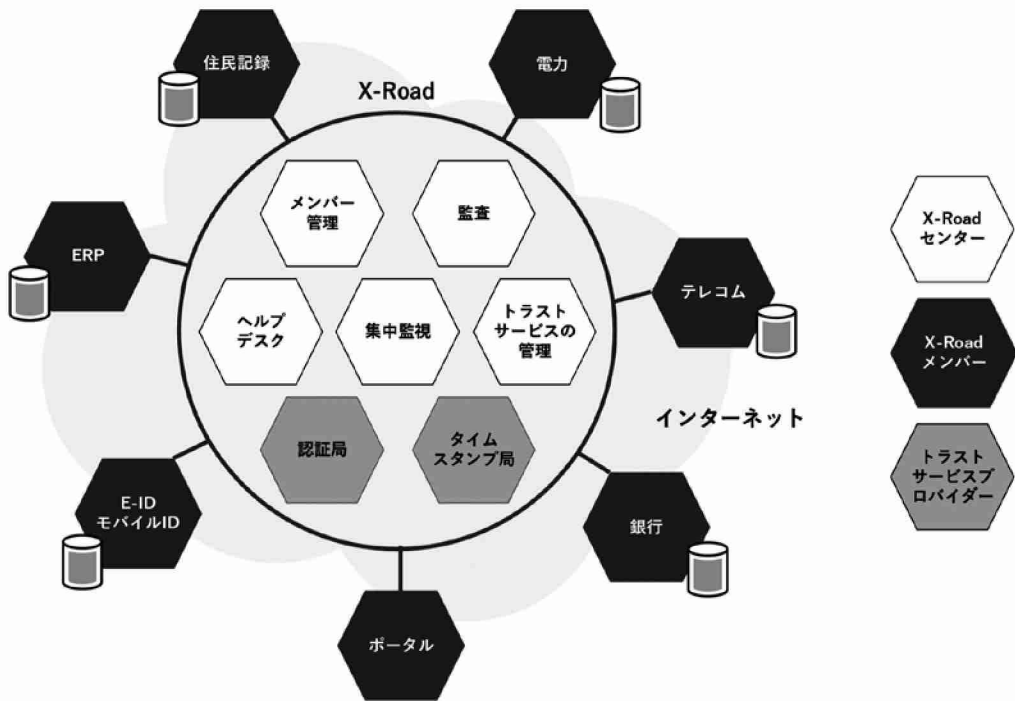 住民記録
電力
X-Road
メンバー
管理
監査
X-Road
センター
ERP
テレコム
ヘルプ
デスク
集中監視
トラスト
サービスの
管理
X-Road
メンバー
インターネット
認証局
タイム
スタンプ局
トラスト
サービスプ
ロバイダー
E-ID
モバイルID
銀行
ポータル